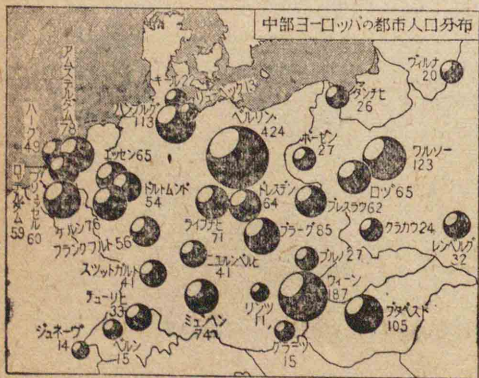 中部ヨーロッパの都市人口分布
キール22
リューベック13
ハンブルグ
113
ベルリン
424
ダンチヒ
26
ヴィルナ
20
アムステルダム
78
ハーグ
49
ロッテルダム
59
ブリュッセル
60
エッセン65
ドルトムンド
54
ケルン
76
フランクフルト56
ライプチヒ
71
ドレスデン
64
ポーゼン
27
ワルソー
123
ロツ゛65
ブレスラウ62
プラーグ85
クラカウ24
レンベルグ
32
ニュルンベルヒ
41
ブルノ27
スツットガルト
41
チューリヒ
33
ミュンヘン
74
リンツ
11
ウィーン
187
ブタペスト
105
グラーツ
15
ジュネーヴ
14
ベルン
15